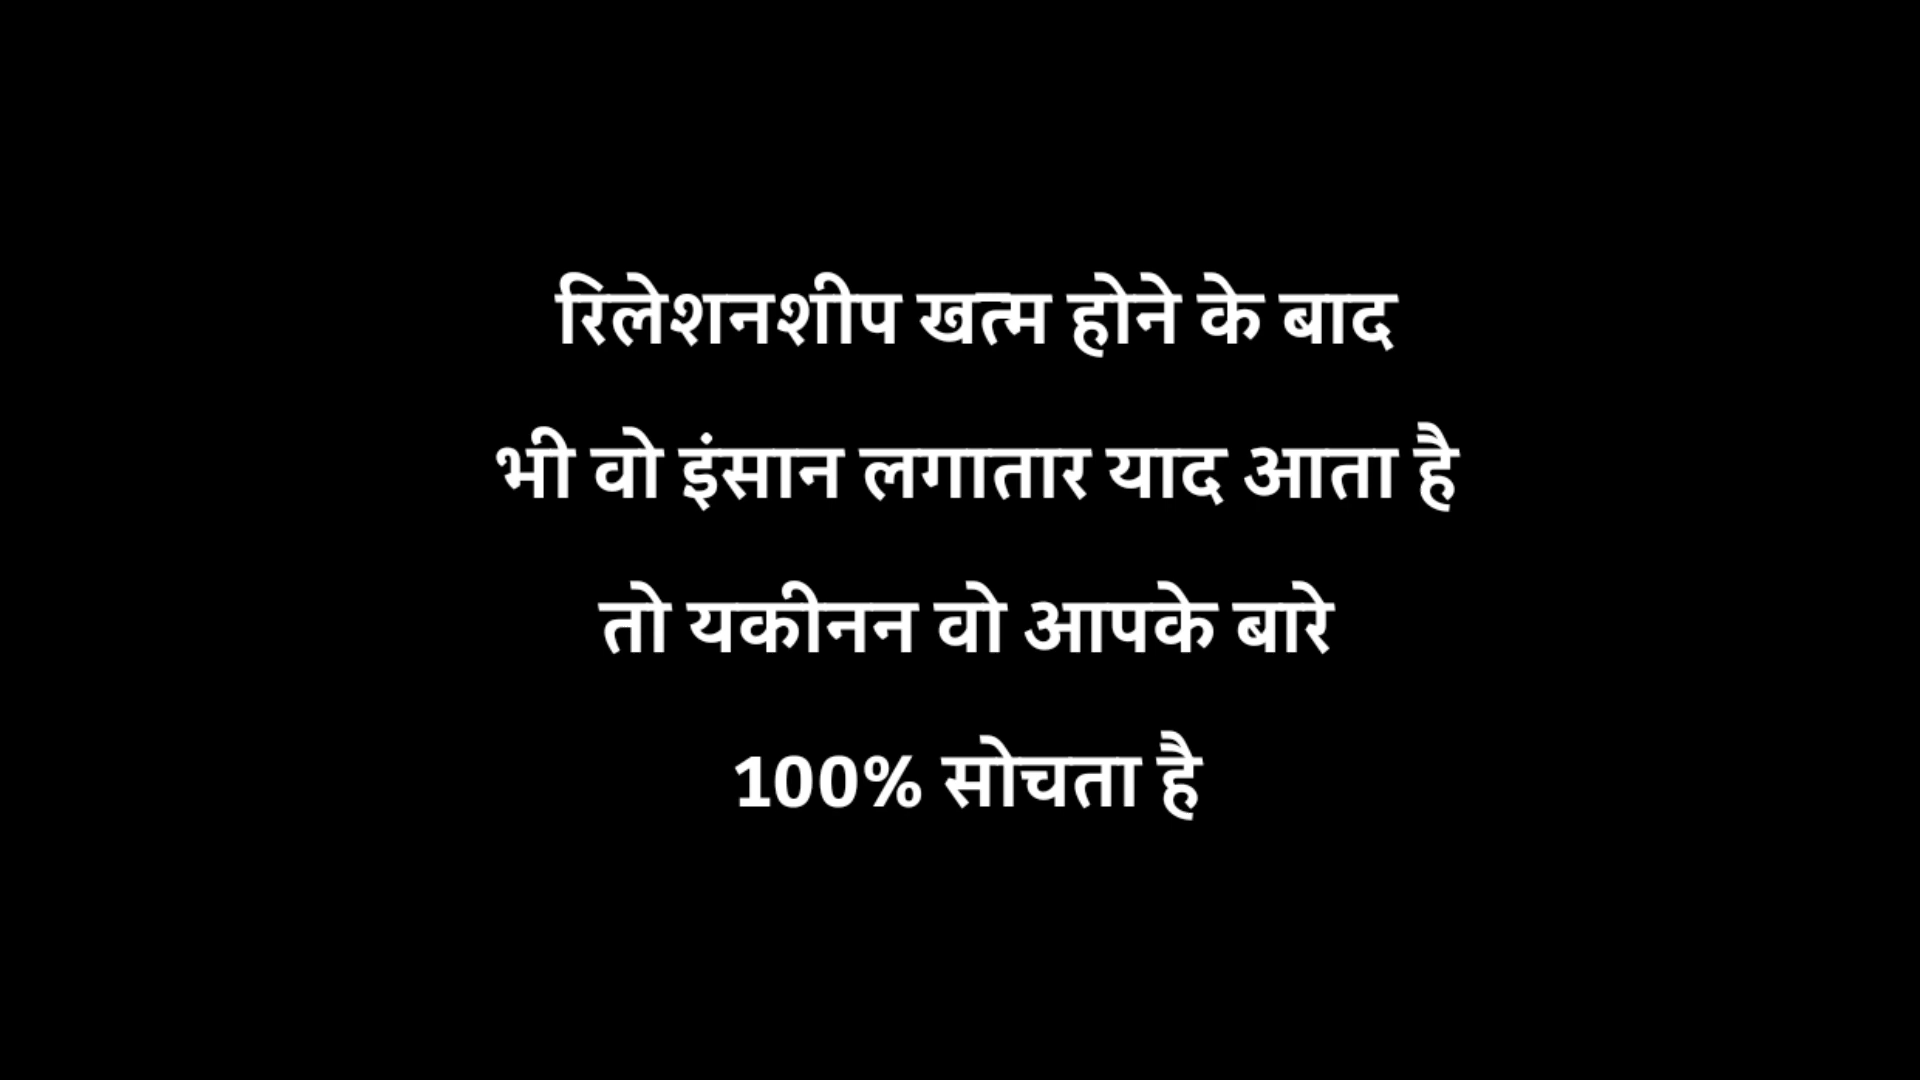 रिलेशनशीप खत्म होने के बाद
भी वो इंसान लगातार याद आता है
तो यकीनन वो आपके बारे
100% सोचता है